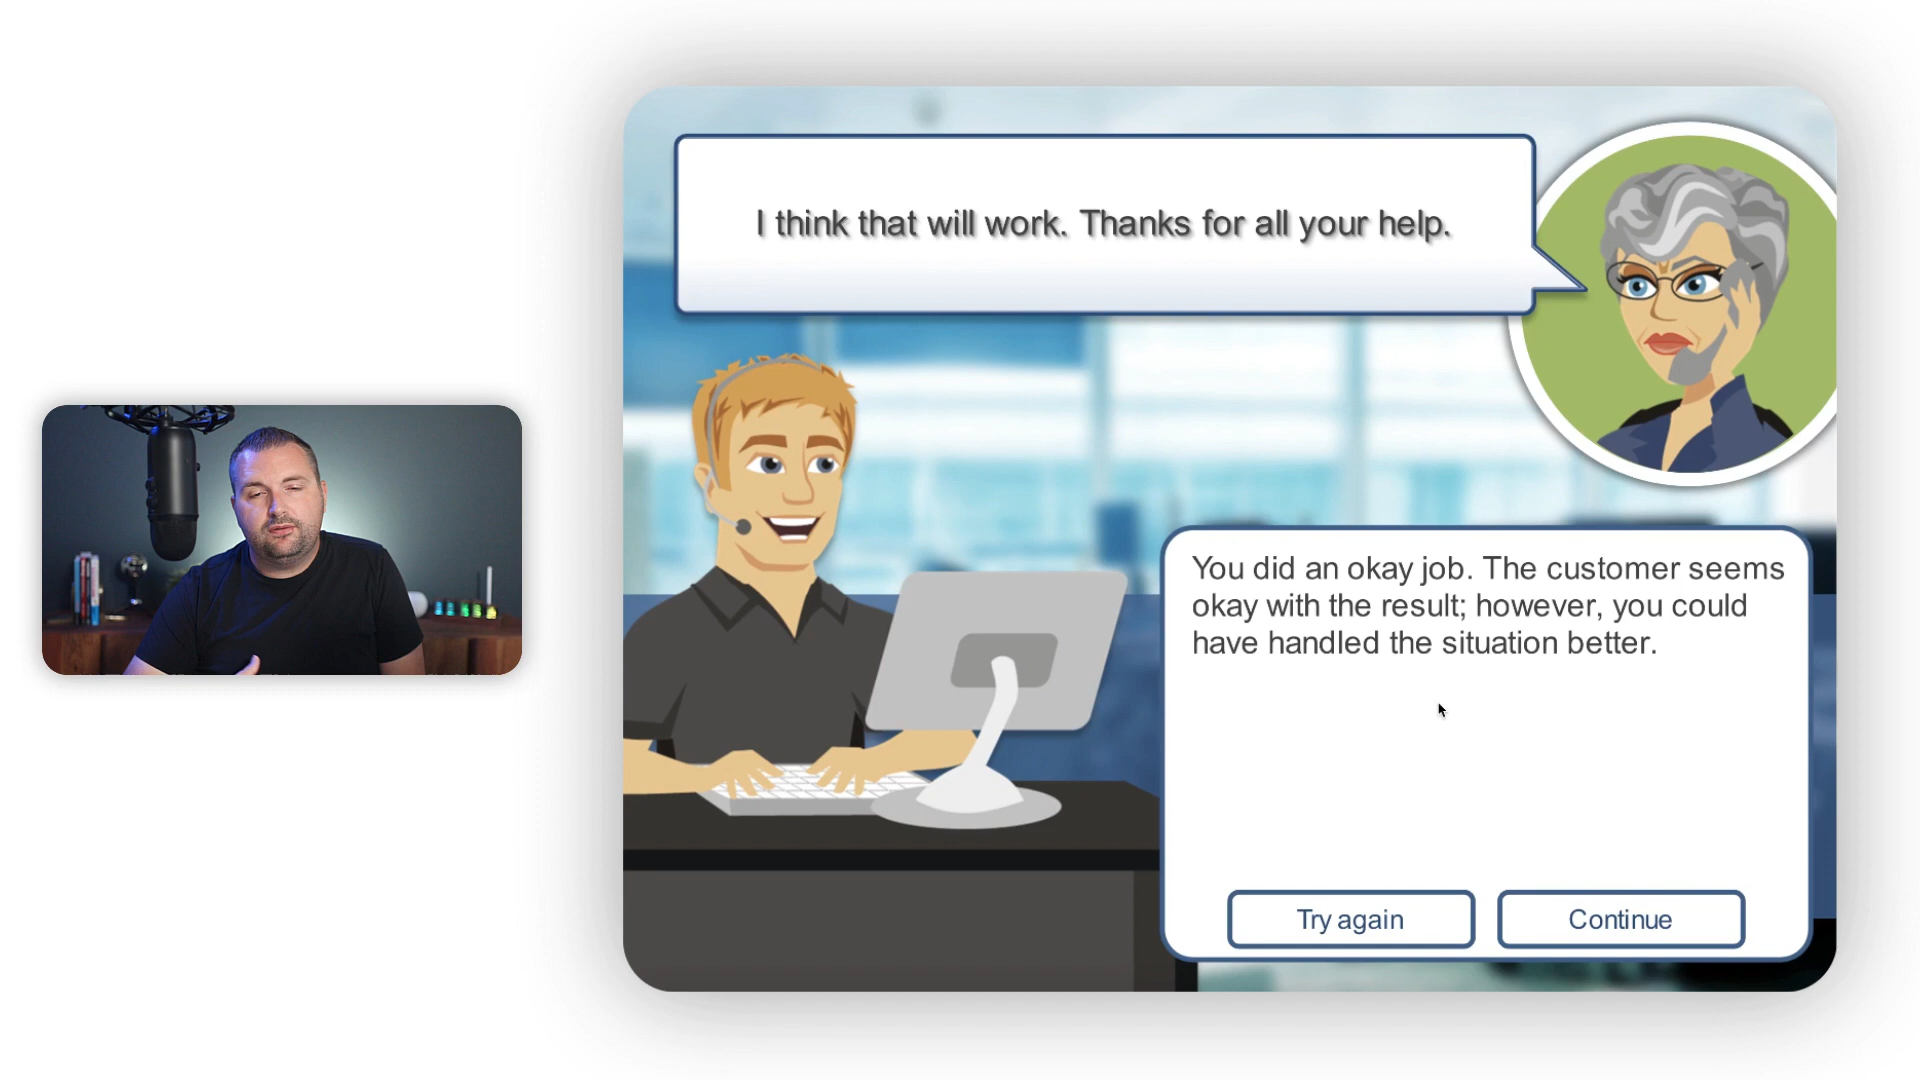 I think that will work. Thanks for all your help.
You did an okay job. The customer seems
okay with the result; however, you could
have handled the situation better.
Try again
Continue